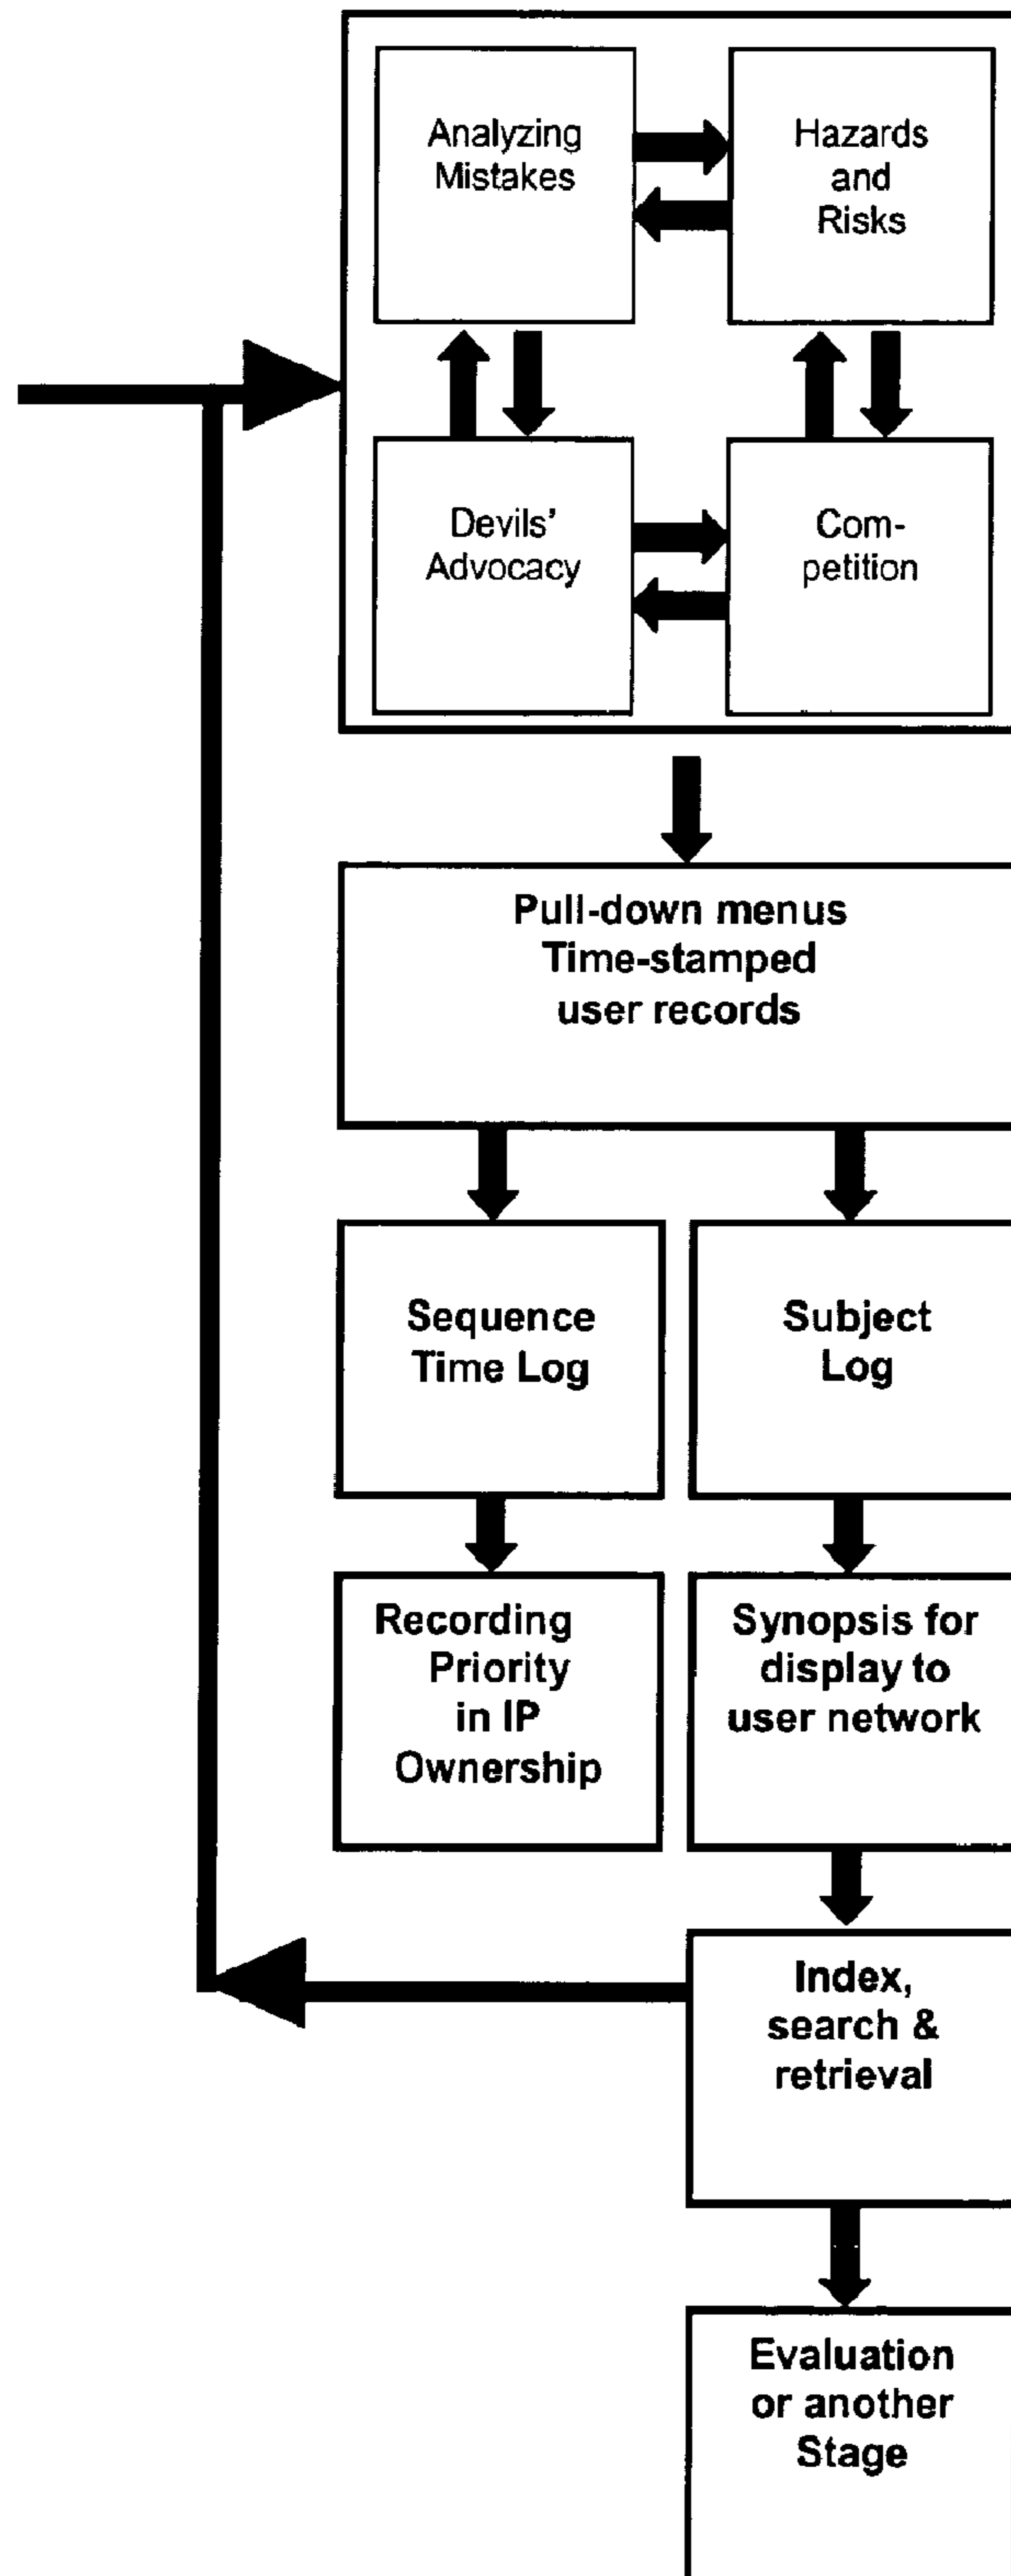 Analyzing
Mistakes
Hazards
and
Risks
Devils'
Advocacy
Com-
petition
Pull-down menus
Time-stamped
user records
Sequence
Time Log
Subject
Log
Recording
Priority
in IP
Ownership
Synopsis for
display to
user network
Index,
search &
retrieval
Evaluation
or another
Stage